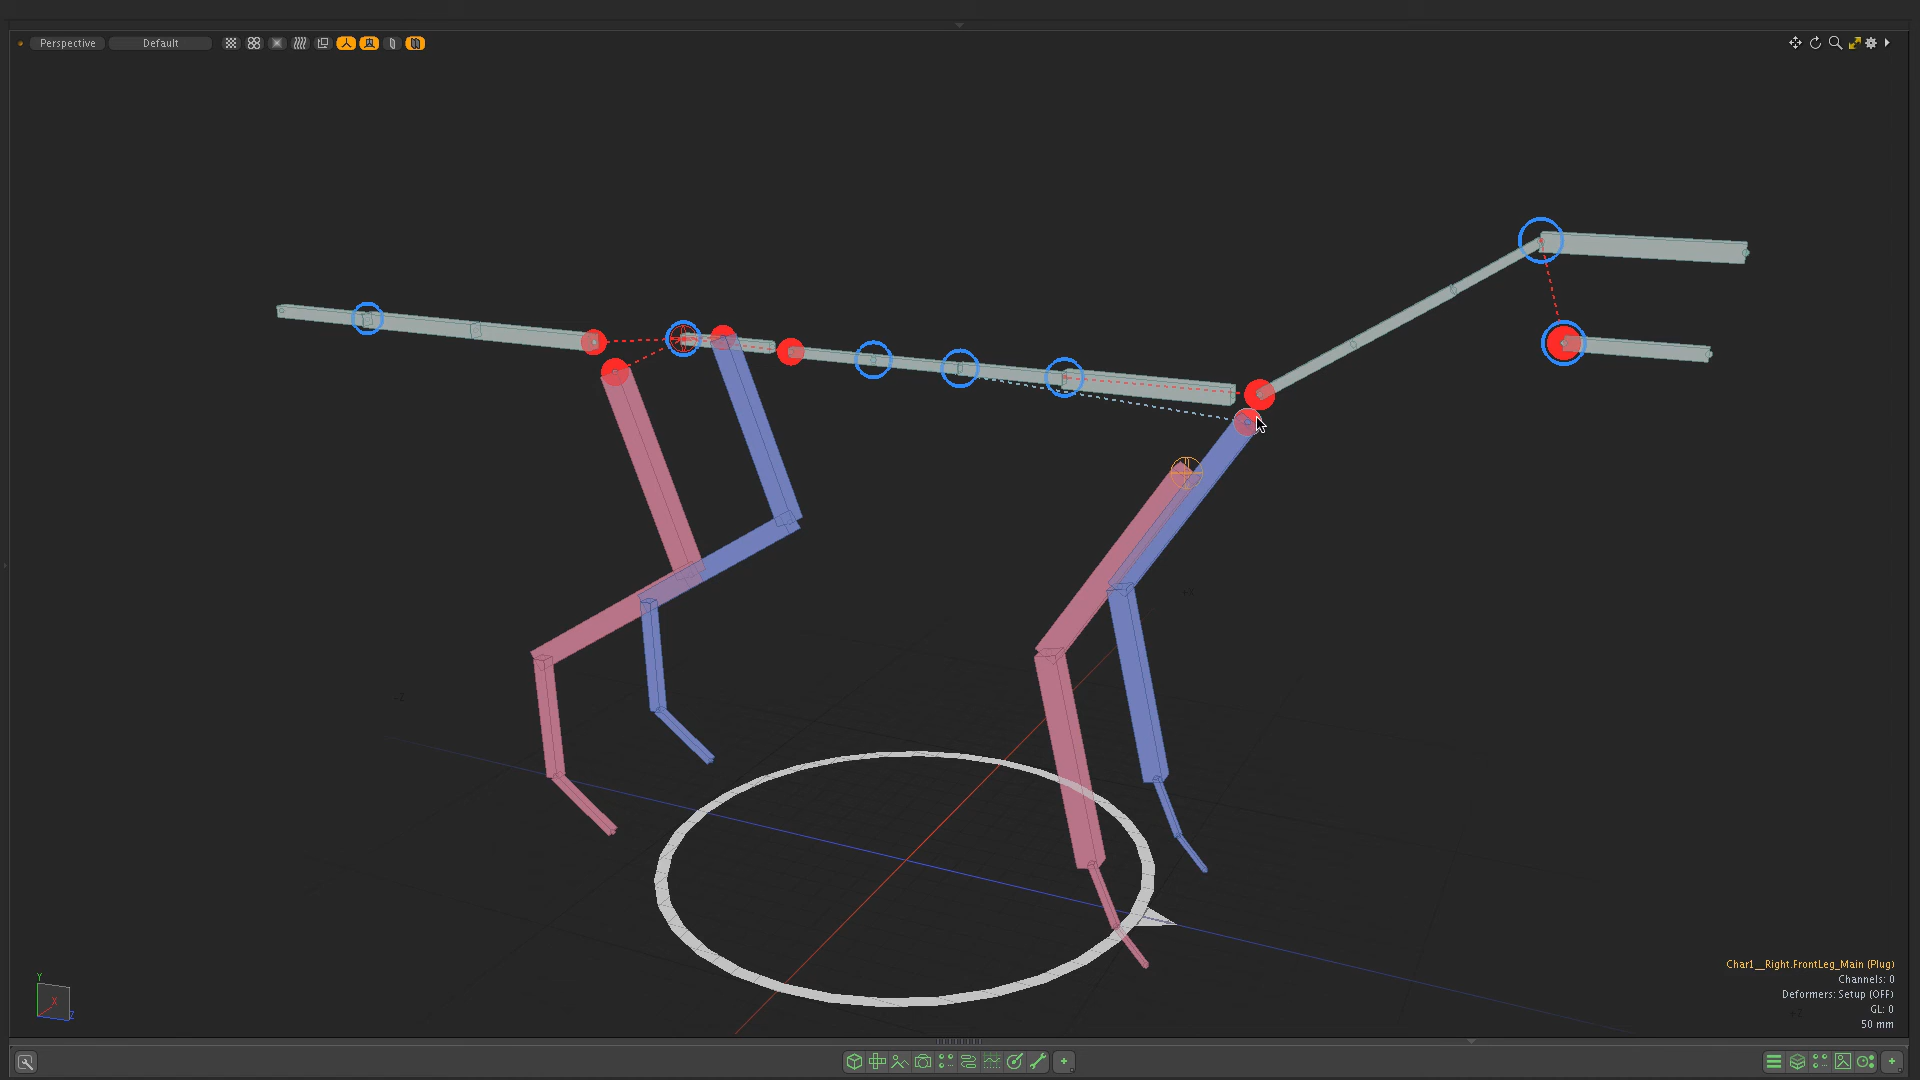 Perspective
Default
Char1__Right.FrontLeg_Main (Plug)
Channels: 0
Deformers: Setup (OFF)
GL: 0
50 mm
Y
X
Z